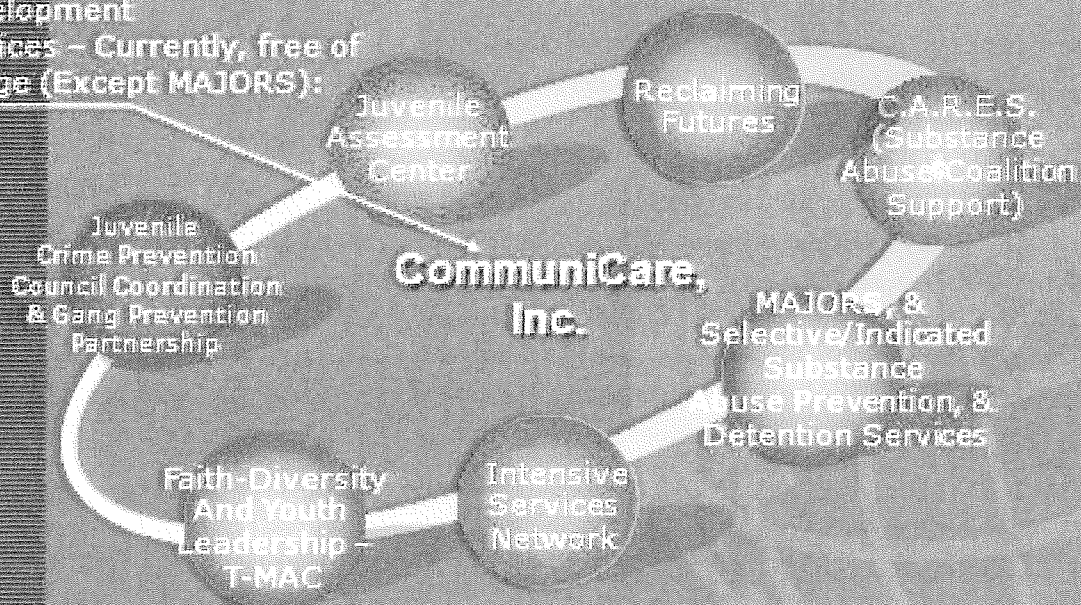 elopment
ices – Currently, free of
ge (Except MAJORS):
Juvenile
Assessment
Center
Reclaiming
Futures
C.A.R.E.S.
(Substance
Abuse Coalition
Support)
Juvenile
Crime Prevention
Council Coordination
& Gang Prevention
Partnership
CommuniCare,
Inc.
MAJORS, &
Selective/Indicated
Substance
Abuse Prevention, &
Detention Services
Faith-Diversity
And Youth
Leadership –
T-MAC
Intensive
Services
Network